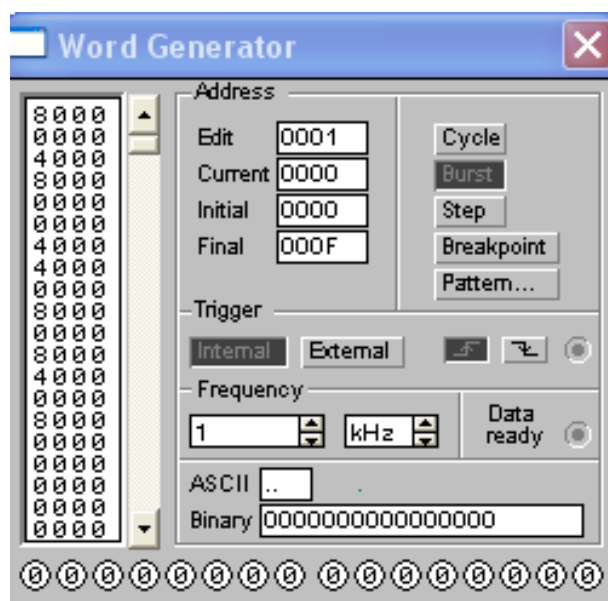 Word Generator
8000
0000
4000
8000
0000
0000
4000
4000
0000
8000
0000
8000
4000
0000
8000
0000
0000
0000
0000
0000
Address
Edit 0001
Current 0000
Initial 0000
Final 000F
Cycle
Burst
Step
Breakpoint
Pattern...
Trigger
Internal External
Frequency
1 kHz
Data
ready
ASCII ..
Binary 0000000000000000
0 0 0 0 0 0 0 0 0 0 0 0 0 0 0 0